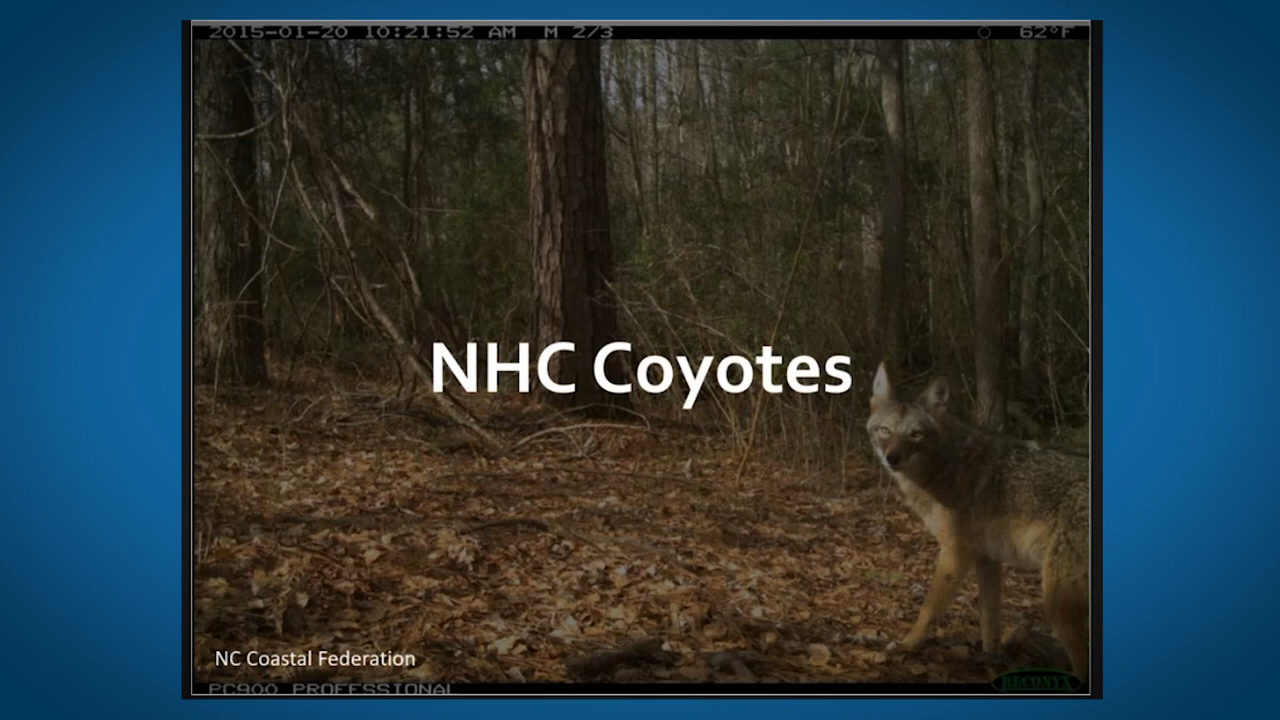 2015-01-20 10:21:52 AM M 2/3 62°F
NHC Coyotes
NC Coastal Federation
PC900 PROFESSIONAL
RECONYX